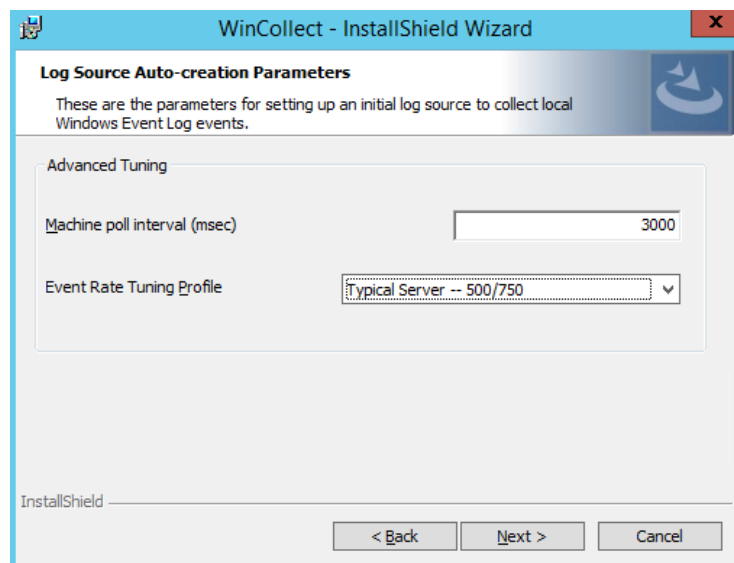 WinCollect - InstallShield Wizard
X
Log Source Auto-creation Parameters
These are the parameters for setting up an initial log source to collect local
Windows Event Log events.
Advanced Tuning
Machine poll interval (msec)
3000
Event Rate Tuning Profile
Typical Server -- 500/750
InstallShield
< Back
Next >
Cancel